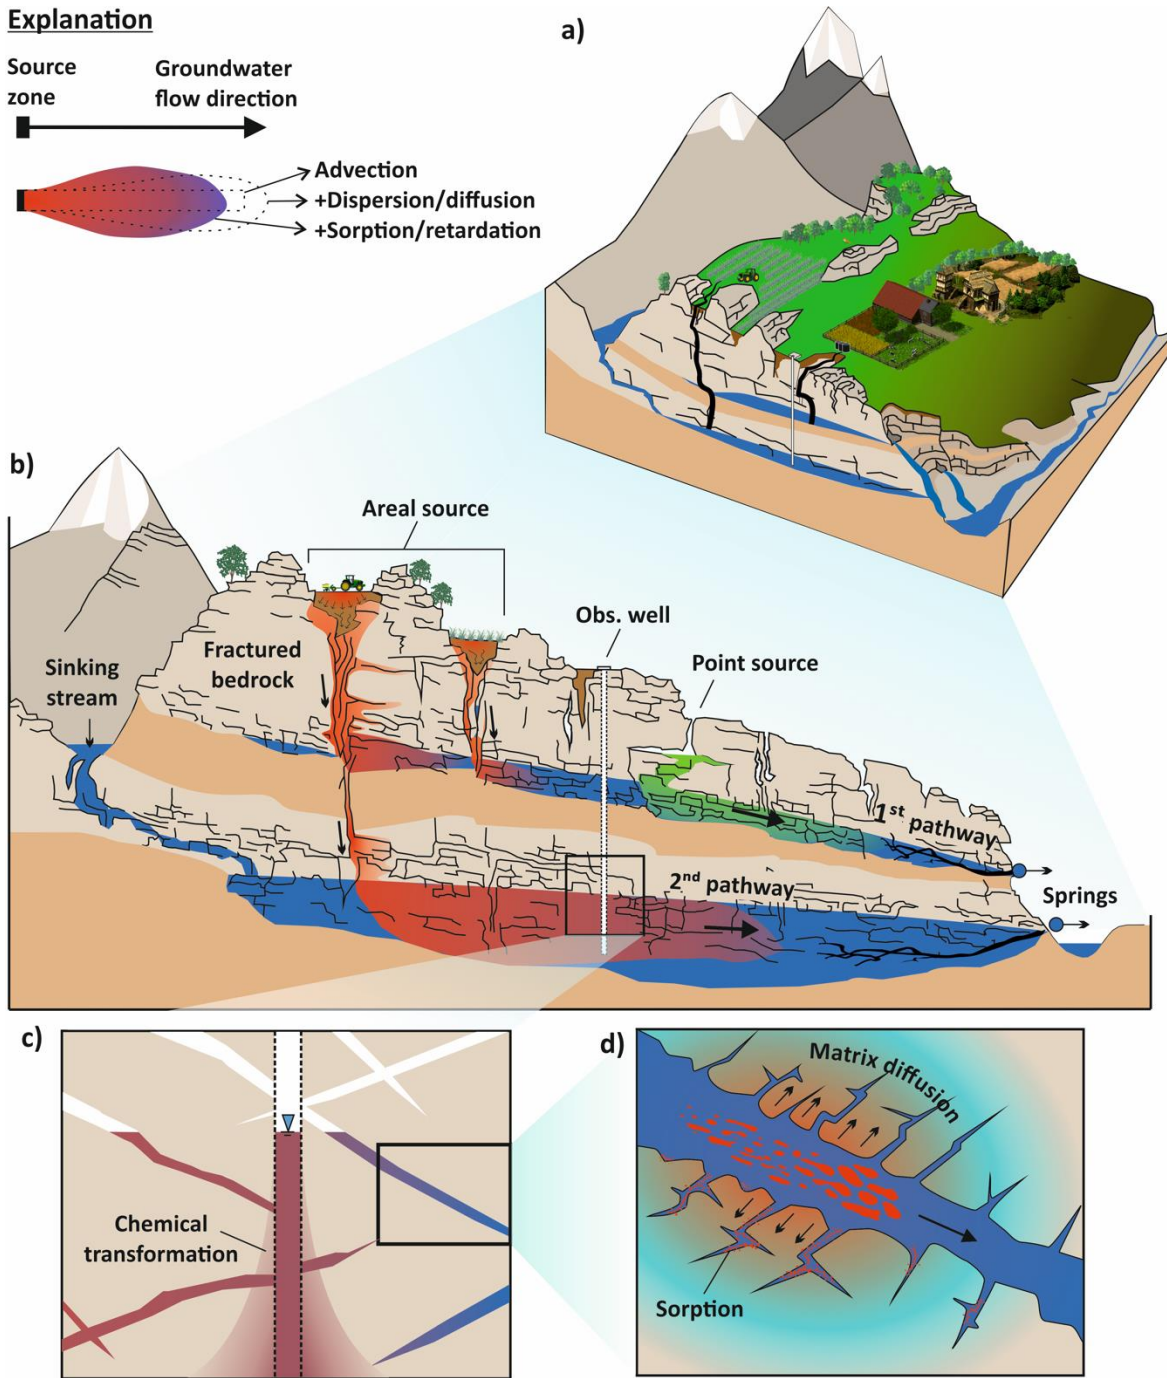 Explanation
Source
zone
Groundwater
flow direction
Advection
+Dispersion/diffusion
+Sorption/retardation
a)
b)
Areal source
Obs. well
Point source
Fractured
bedrock
Sinking
stream
1st pathway
2nd pathway
Springs
c)
Chemical
transformation
d)
Matrix diffusion
Sorption